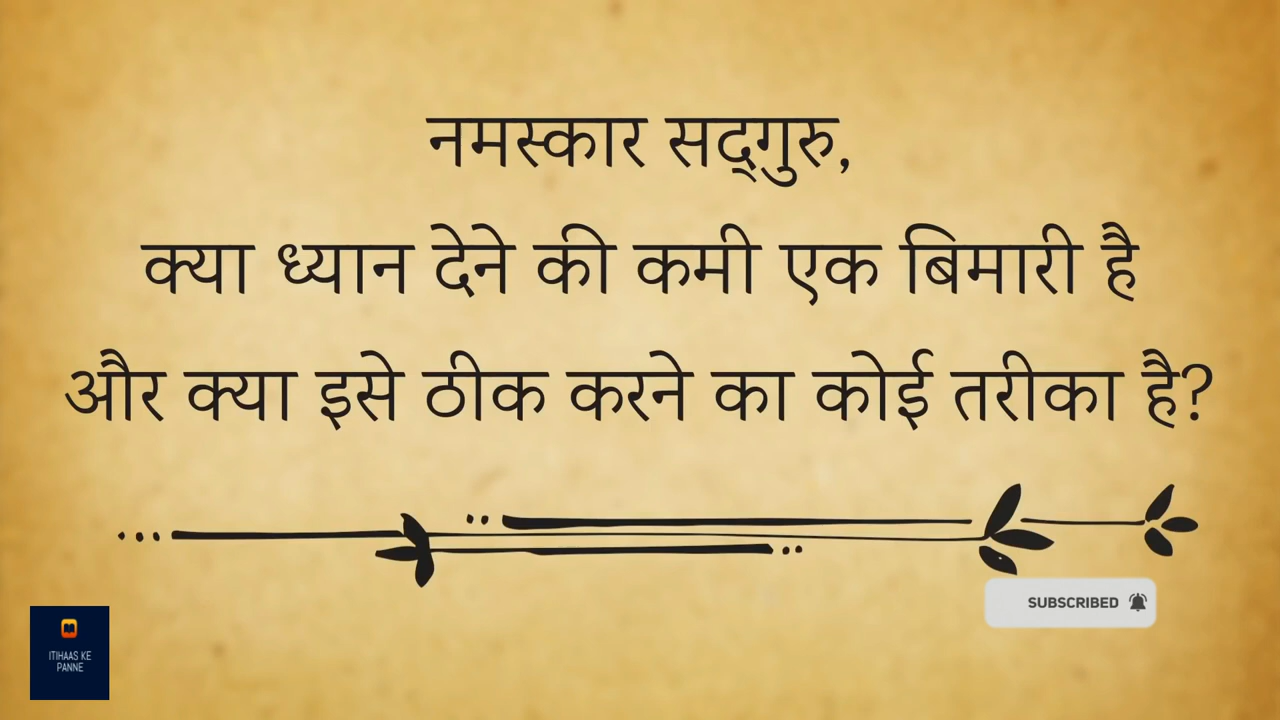 नमस्कार सद्‌गुरु,
क्या ध्यान देने की कमी एक बिमारी है
और क्या इसे ठीक करने का कोई तरीका है?
SUBSCRIBED
ITIHAAS KE
PANNE